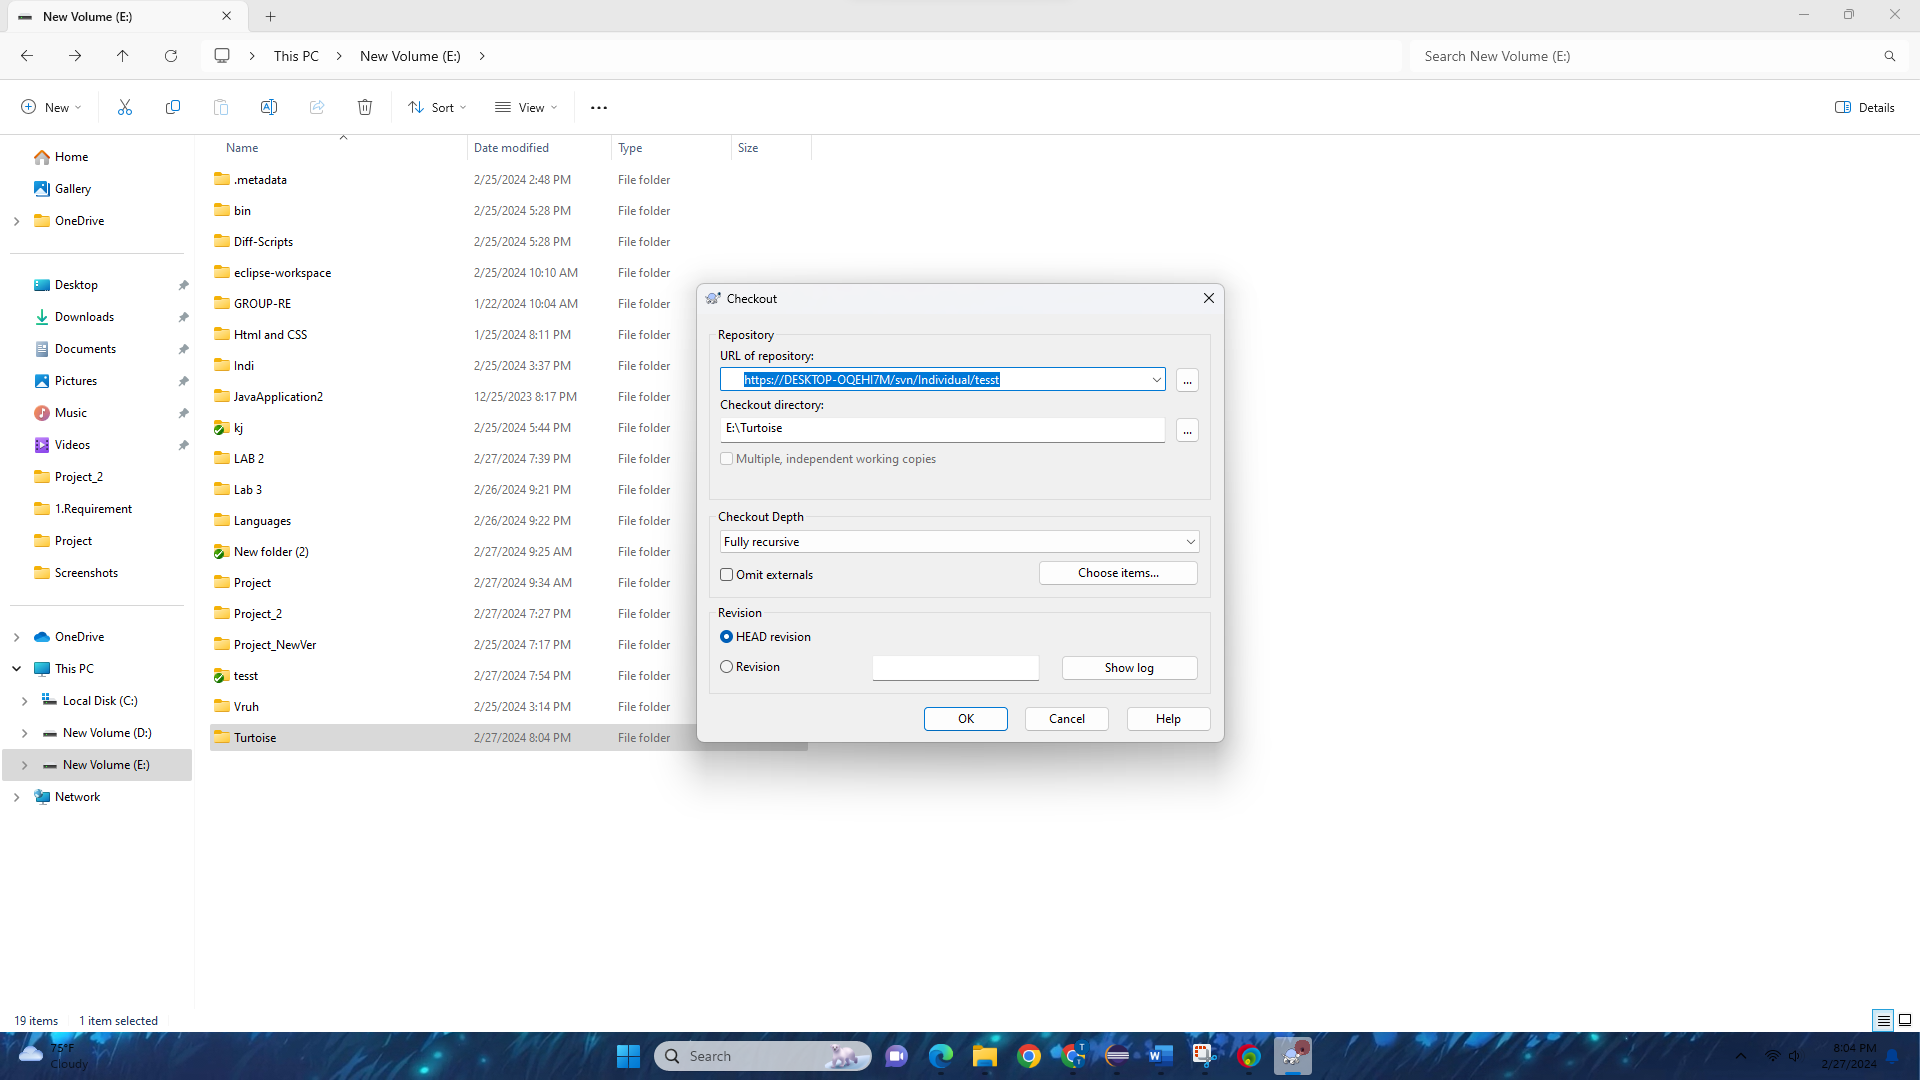 New Volume (E:)
This PC > New Volume (E:) >
Search New Volume (E:)
New
Sort
View
Details
Name Date modified Type Size
Home
Gallery
OneDrive
Desktop
Downloads
Documents
Pictures
Music
Videos
Project_2
1.Requirement
Project
Screenshots
OneDrive
This PC
Local Disk (C:)
New Volume (D:)
New Volume (E:)
Network
.metadata 2/25/2024 2:48 PM File folder
bin 2/25/2024 5:28 PM File folder
Diff-Scripts 2/25/2024 5:28 PM File folder
eclipse-workspace 2/25/2024 10:10 AM File folder
GROUP-RE 1/22/2024 10:04 AM File folder
Html and CSS 1/25/2024 8:11 PM File folder
Indi 2/25/2024 3:37 PM File folder
JavaApplication2 12/25/2023 8:17 PM File folder
kj 2/25/2024 5:44 PM File folder
LAB 2 2/27/2024 7:39 PM File folder
Lab 3 2/26/2024 9:21 PM File folder
Languages 2/26/2024 9:22 PM File folder
New folder (2) 2/27/2024 9:25 AM File folder
Project 2/27/2024 9:34 AM File folder
Project_2 2/27/2024 7:27 PM File folder
Project_NewVer 2/25/2024 7:17 PM File folder
tesst 2/27/2024 7:54 PM File folder
Vruh 2/25/2024 3:14 PM File folder
Turtoise 2/27/2024 8:04 PM File folder
Checkout
Repository
URL of repository:
https://DESKTOP-OQEHI7M/svn/Individual/tesst
...
Checkout directory:
E:\Turtoise
...
Multiple, independent working copies
Checkout Depth
Fully recursive
Omit externals
Choose items...
Revision
HEAD revision
Revision
Show log
OK
Cancel
Help
19 items 1 item selected
75°F
Cloudy
Search
8:04 PM
2/27/2024